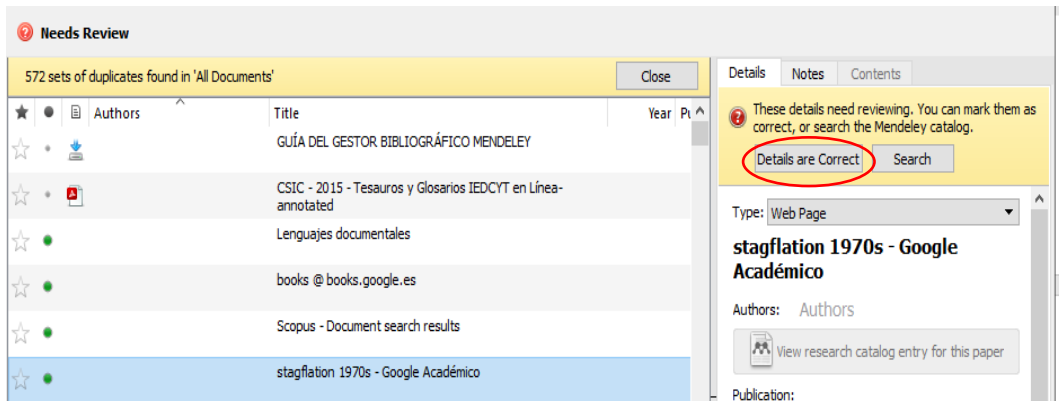 Needs Review
572 sets of duplicates found in 'All Documents'
Close
Authors
Title
Year
GUÍA DEL GESTOR BIBLIOGRÁFICO MENDELEY
CSIC - 2015 - Tesauros y Glosarios IEDCYT en Línea-
annotated
Lenguajes documentales
books @ books.google.es
Scopus - Document search results
stagflation 1970s - Google Académico
Details
Notes
Contents
These details need reviewing. You can mark them as
correct, or search the Mendeley catalog.
Details are Correct
Search
Type: Web Page
stagflation 1970s - Google
Académico
Authors: Authors
View research catalog entry for this paper
Publication: